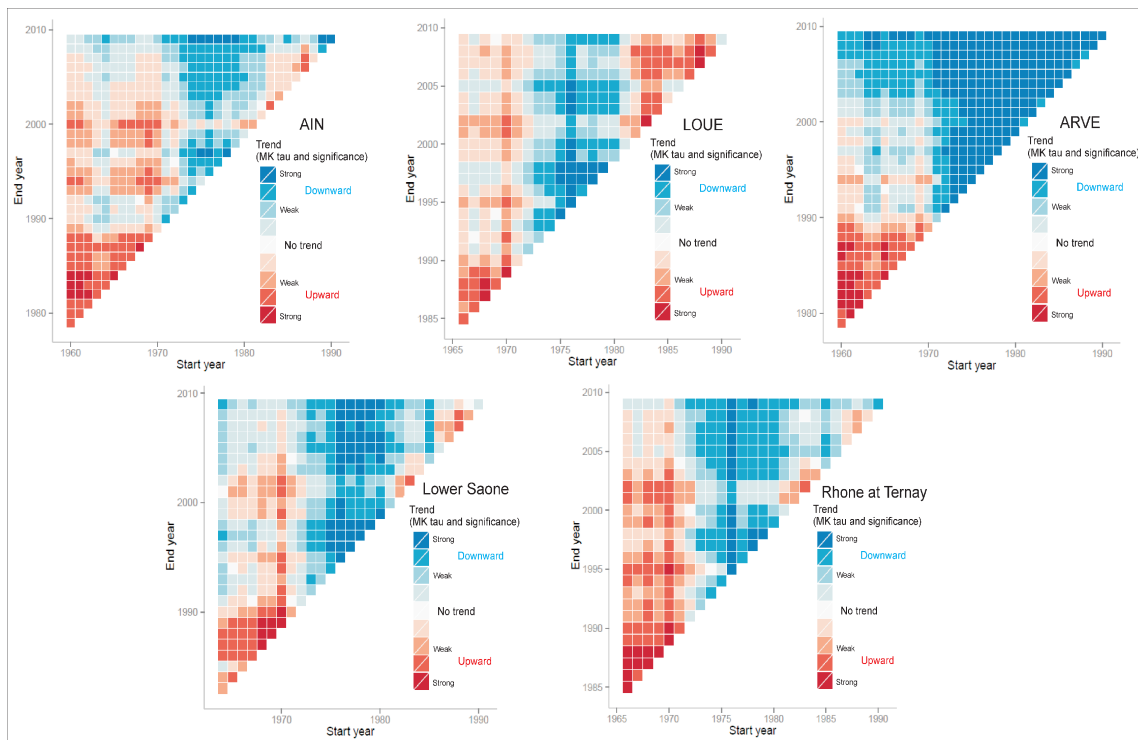 2010
2000
1990
1980
End year
1960
1970
1980
1990
Start year
AIN
Trend
(MK tau and significance)
Strong
Downward
Weak
No trend
Weak
Upward
Strong
2010
2005
2000
1995
1990
1985
End year
1965
1970
1975
1980
1985
1990
Start year
LOUE
Trend
(MK tau and significance)
Strong
Downward
Weak
No trend
Weak
Upward
Strong
2010
2000
1990
1980
End year
1960
1970
1980
1990
Start year
ARVE
Trend
(MK tau and significance)
Strong
Downward
Weak
No trend
Weak
Upward
Strong
2010
2000
1990
End year
1970
1980
1990
Start year
Lower Saone
Trend
(MK tau and significance)
Strong
Downward
Weak
No trend
Weak
Upward
Strong
2010
2005
2000
1995
1990
1985
End year
1965
1970
1975
1980
1985
1990
Start year
Rhone at Ternay
Trend
(MK tau and significance)
Strong
Downward
Weak
No trend
Weak
Upward
Strong